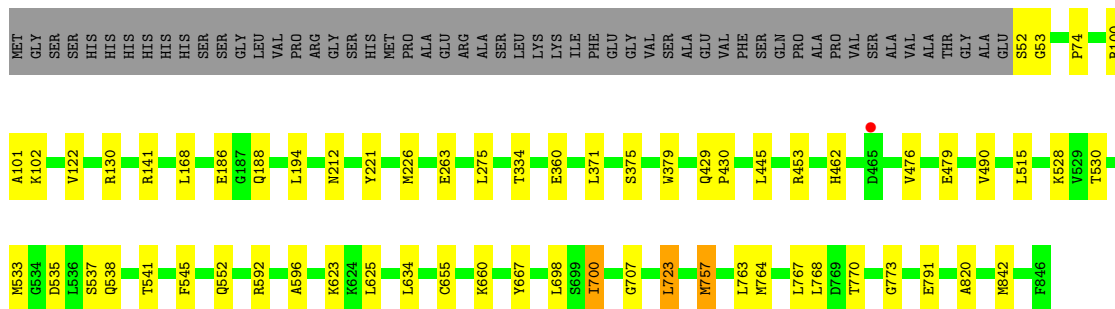 MET GLY SER SER HIS HIS HIS HIS HIS HIS SER SER GLY LEU VAL PRO ARG GLY SER HIS MET PRO ALA GLU ARG ALA SER LEU LYS LYS ILE PHE GLU GLY VAL SER ALA GLU VAL PHE SER GLN PRO ALA PRO VAL SER ALA VAL ALA THR GLY ALA GLU S52 G53 P74
A101 K102 V122 R130 R141 L168 E186 G187 Q188 L194 N212 Y221 M226 E263 L275 T334 E360 L371 S375 W379 Q429 P430 L445 R453 H462 D465 V476 E479 V490 L515 K528 V529 T530
M533 G534 D535 L536 S537 Q538 T541 F545 Q552 R592 A596 K623 K624 L625 L634 C655 K660 Y667 L698 S699 I700 G707 L723 M757 L763 M764 L767 L768 D769 T770 G773 E791 A820 M842 F846